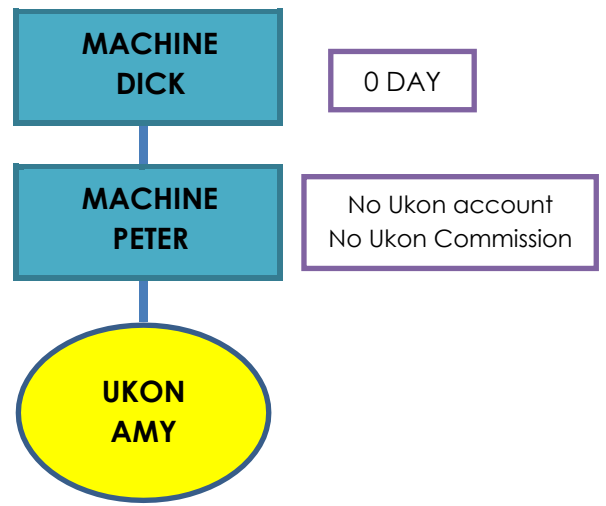 MACHINE
DICK
0 DAY
MACHINE
PETER
No Ukon account
No Ukon Commission
UKON
AMY